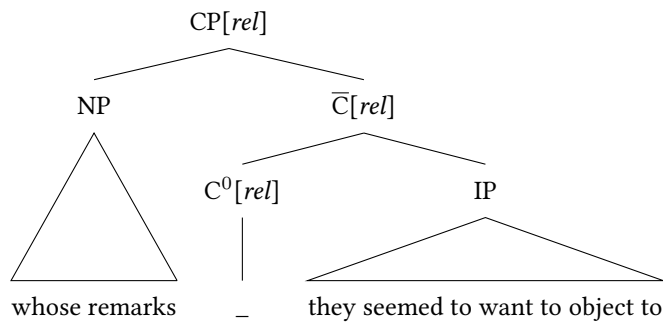 CP[rel]
NP C̅[rel]
C⁰[rel] IP
whose remarks _ they seemed to want to object to